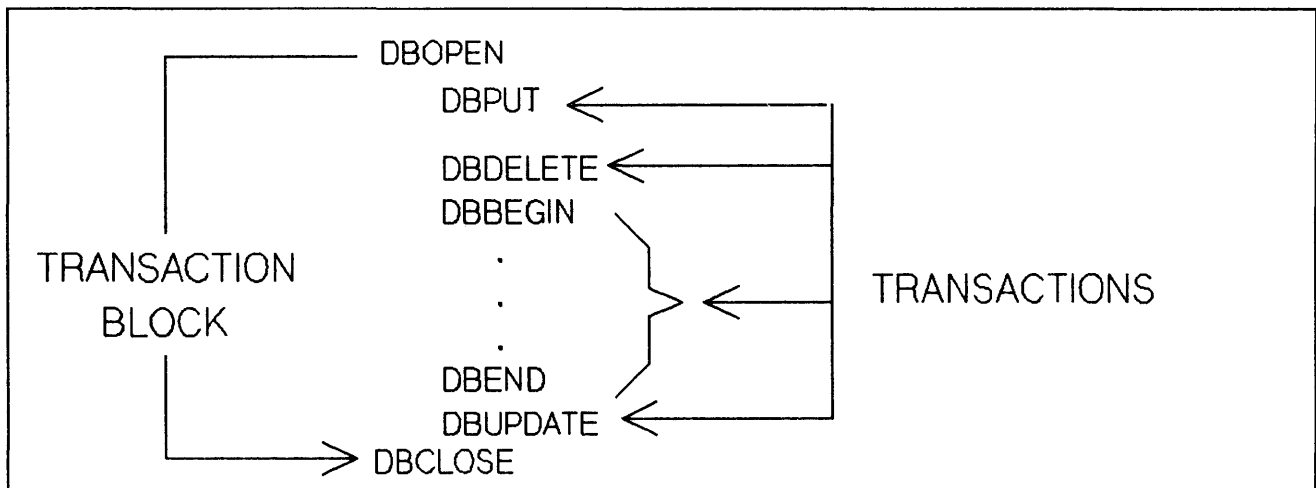 DBOPEN
DBPUT
DBDELETE
DBBEGIN
.
TRANSACTION
BLOCK
.
TRANSACTIONS
.
DBEND
DBUPDATE
DBCLOSE